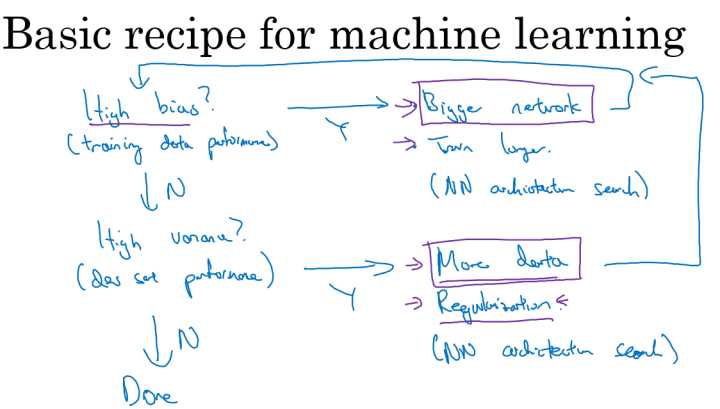 Basic recipe for machine learning
High bias?
Y
Bigger network
(training data performance)
Train longer.
N
(NN architecture search)
High variance?
(dev set performance)
Y
More data
Regularization
N
(NN architecture search)
Done